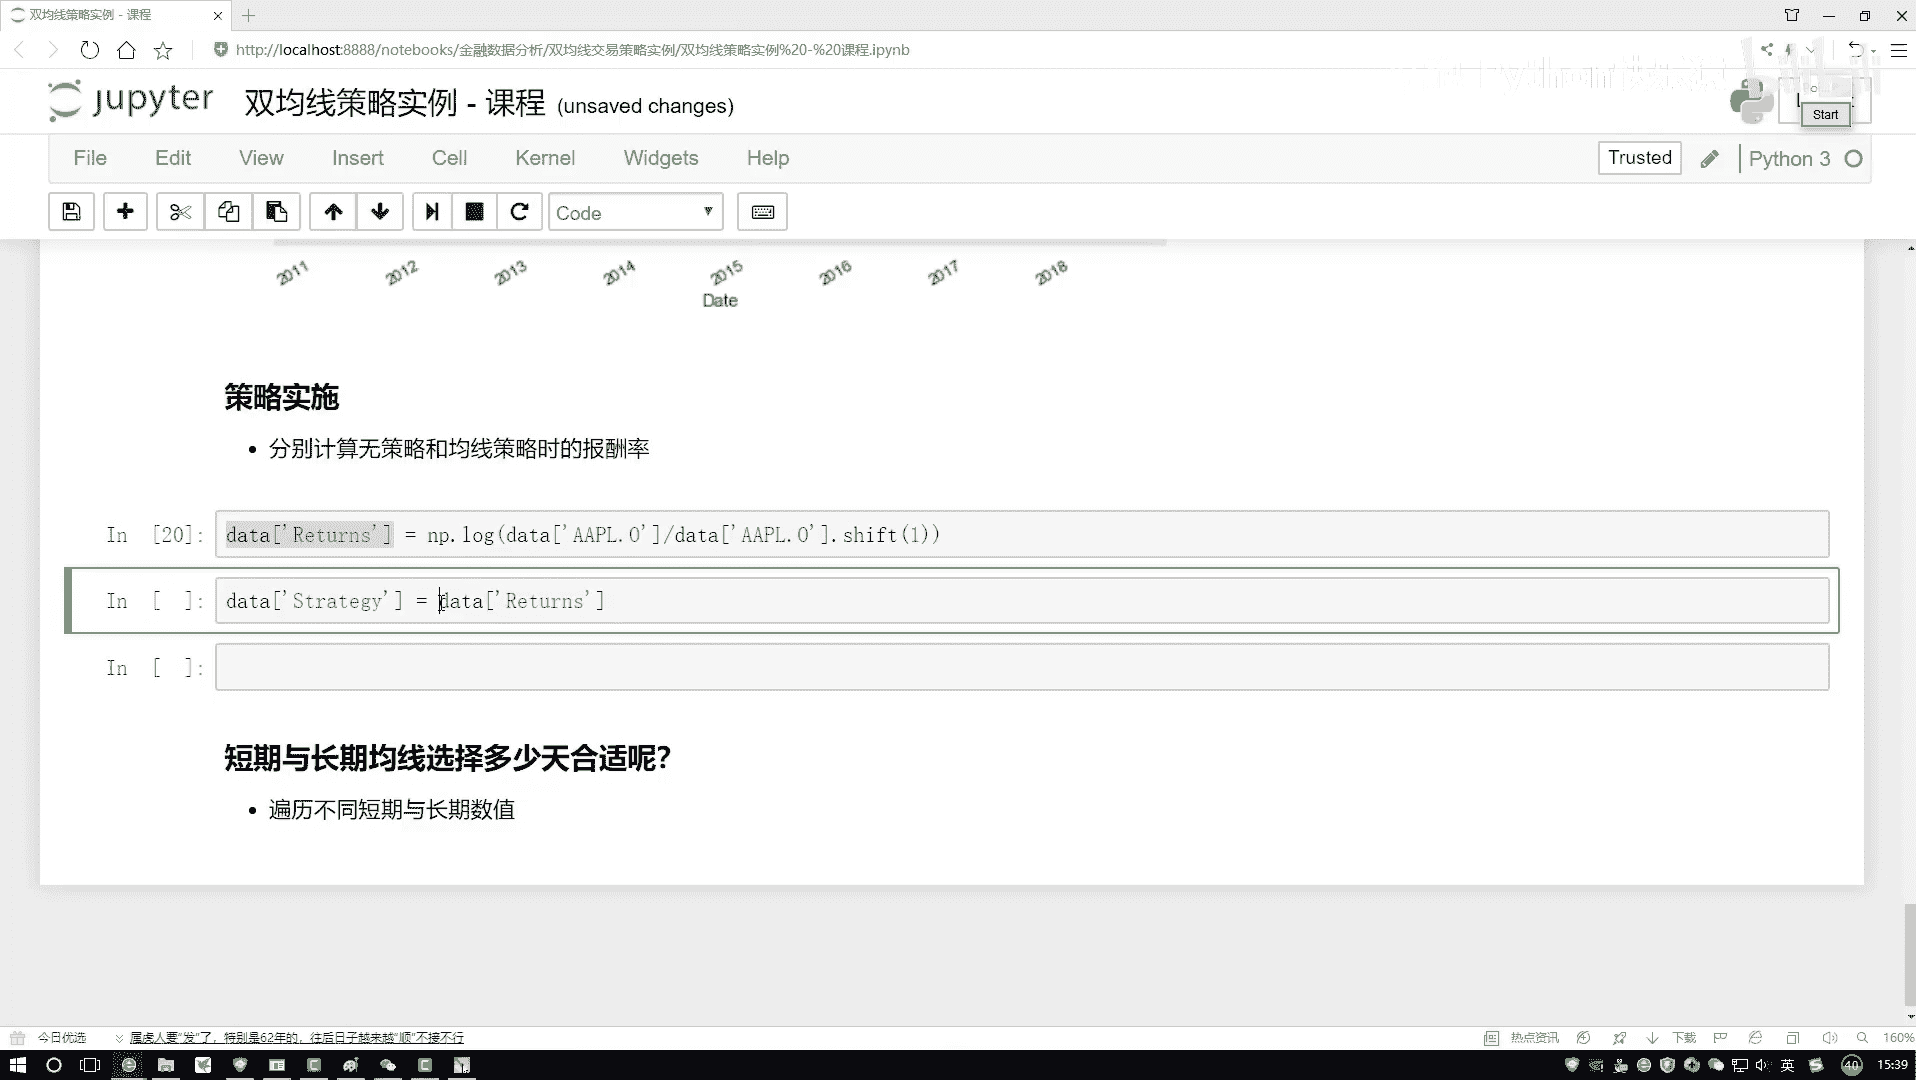 双均线策略实例 - 课程
http://localhost:8888/notebooks/金融数据分析/双均线交易策略实例/双均线策略实例%20-%20课程.ipynb
jupyter 双均线策略实例 - 课程 (unsaved changes)
Start
File Edit View Insert Cell Kernel Widgets Help
Trusted Python 3
Code
2011 2012 2013 2014 2015 2016 2017 2018
Date
策略实施
分别计算无策略和均线策略时的报酬率
In [20]: data['Returns'] = np.log(data['AAPL.O']/data['AAPL.O'].shift(1))
In [ ]: data['Strategy'] = data['Returns']
In [ ]:
短期与长期均线选择多少天合适呢?
遍历不同短期与长期数值
今日优选 属虎人要“发”了，特别是62年的，往后日子越来越“顺”不接不行
热点资讯 下载 160%
英 40 15:39